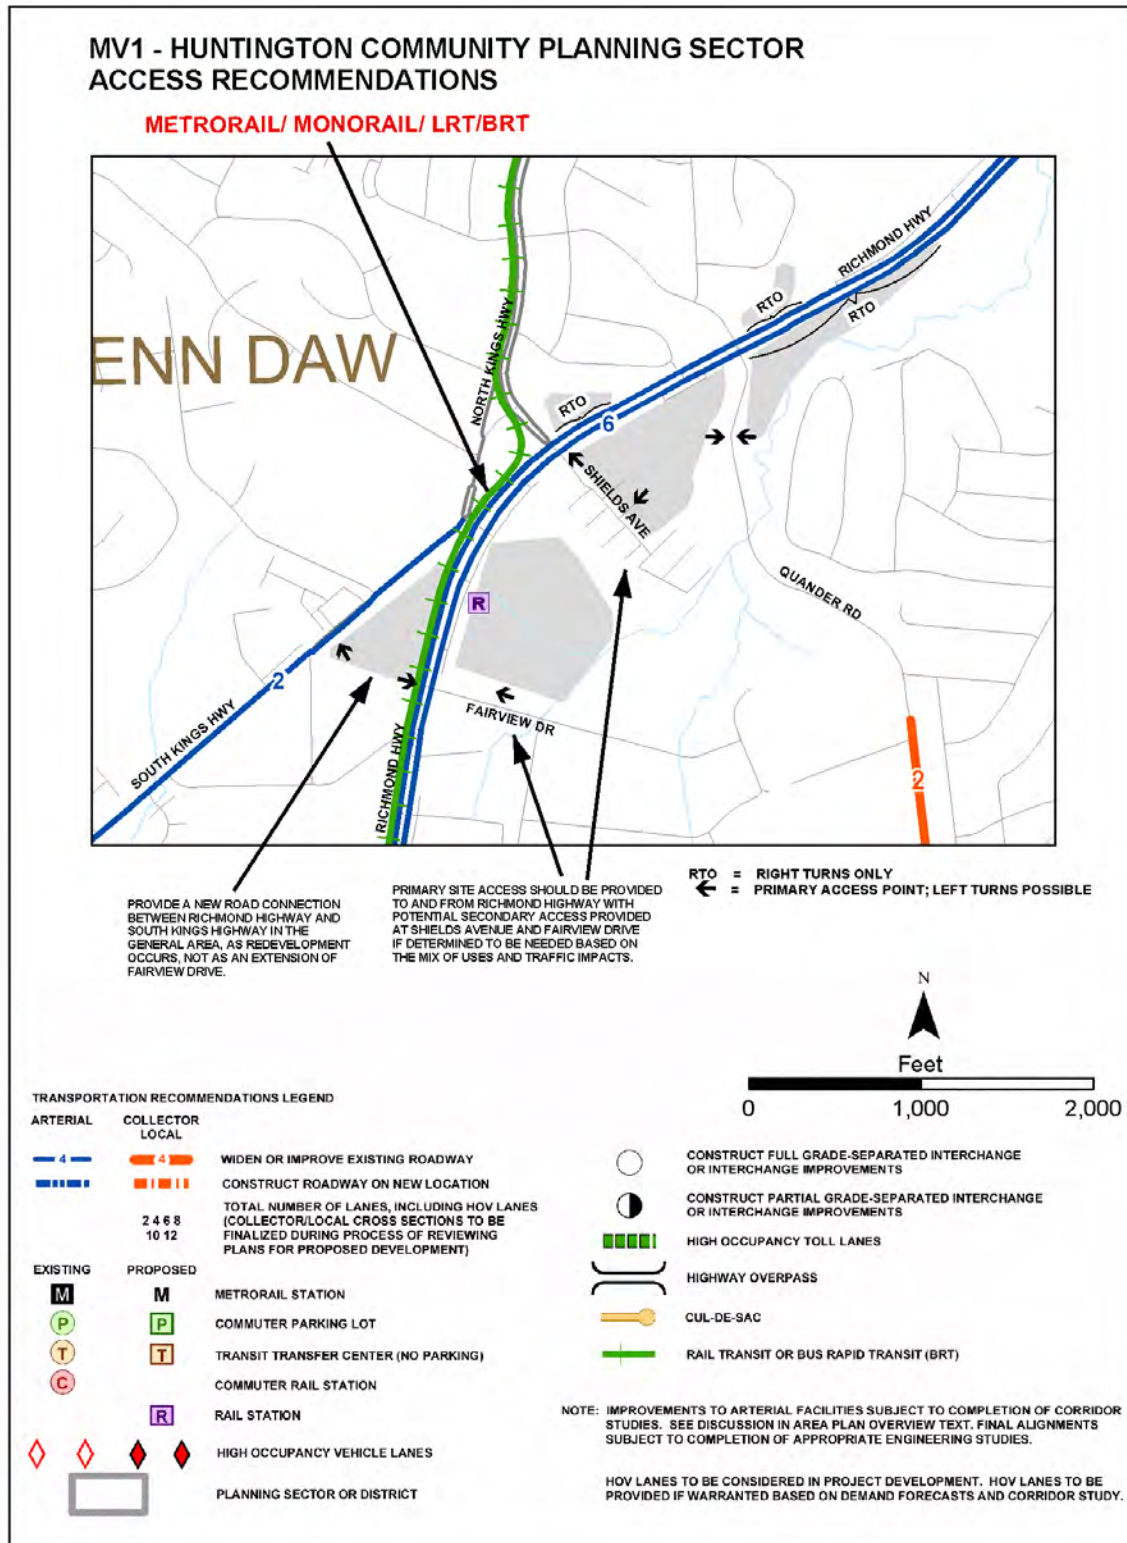 MV1 - HUNTINGTON COMMUNITY PLANNING SECTOR
ACCESS RECOMMENDATIONS
METRORAIL/ MONORAIL/ LRT/BRT
RICHMOND HWY
RTO
RTO
NORTH KINGS HWY
ENN DAW
RTO
6
SHIELDS AVE
QUANDER RD
R
2
FAIRVIEW DR
SOUTH KINGS HWY
RICHMOND HWY
2
RTO = RIGHT TURNS ONLY
= PRIMARY ACCESS POINT; LEFT TURNS POSSIBLE
PROVIDE A NEW ROAD CONNECTION
BETWEEN RICHMOND HIGHWAY AND
SOUTH KINGS HIGHWAY IN THE
GENERAL AREA, AS REDEVELOPMENT
OCCURS, NOT AS AN EXTENSION OF
FAIRVIEW DRIVE.
PRIMARY SITE ACCESS SHOULD BE PROVIDED
TO AND FROM RICHMOND HIGHWAY WITH
POTENTIAL SECONDARY ACCESS PROVIDED
AT SHIELDS AVENUE AND FAIRVIEW DRIVE
IF DETERMINED TO BE NEEDED BASED ON
THE MIX OF USES AND TRAFFIC IMPACTS.
N
Feet
0 1,000 2,000
TRANSPORTATION RECOMMENDATIONS LEGEND
ARTERIAL COLLECTOR
LOCAL
4 4 WIDEN OR IMPROVE EXISTING ROADWAY
CONSTRUCT ROADWAY ON NEW LOCATION
2 4 6 8
10 12
TOTAL NUMBER OF LANES, INCLUDING HOV LANES
(COLLECTOR/LOCAL CROSS SECTIONS TO BE
FINALIZED DURING PROCESS OF REVIEWING
PLANS FOR PROPOSED DEVELOPMENT)
EXISTING PROPOSED
M M METRORAIL STATION
P P COMMUTER PARKING LOT
T T TRANSIT TRANSFER CENTER (NO PARKING)
C COMMUTER RAIL STATION
R RAIL STATION
HIGH OCCUPANCY VEHICLE LANES
PLANNING SECTOR OR DISTRICT
CONSTRUCT FULL GRADE-SEPARATED INTERCHANGE
OR INTERCHANGE IMPROVEMENTS
CONSTRUCT PARTIAL GRADE-SEPARATED INTERCHANGE
OR INTERCHANGE IMPROVEMENTS
HIGH OCCUPANCY TOLL LANES
HIGHWAY OVERPASS
CUL-DE-SAC
RAIL TRANSIT OR BUS RAPID TRANSIT (BRT)
NOTE: IMPROVEMENTS TO ARTERIAL FACILITIES SUBJECT TO COMPLETION OF CORRIDOR
STUDIES. SEE DISCUSSION IN AREA PLAN OVERVIEW TEXT. FINAL ALIGNMENTS
SUBJECT TO COMPLETION OF APPROPRIATE ENGINEERING STUDIES.
HOV LANES TO BE CONSIDERED IN PROJECT DEVELOPMENT. HOV LANES TO BE
PROVIDED IF WARRANTED BASED ON DEMAND FORECASTS AND CORRIDOR STUDY.